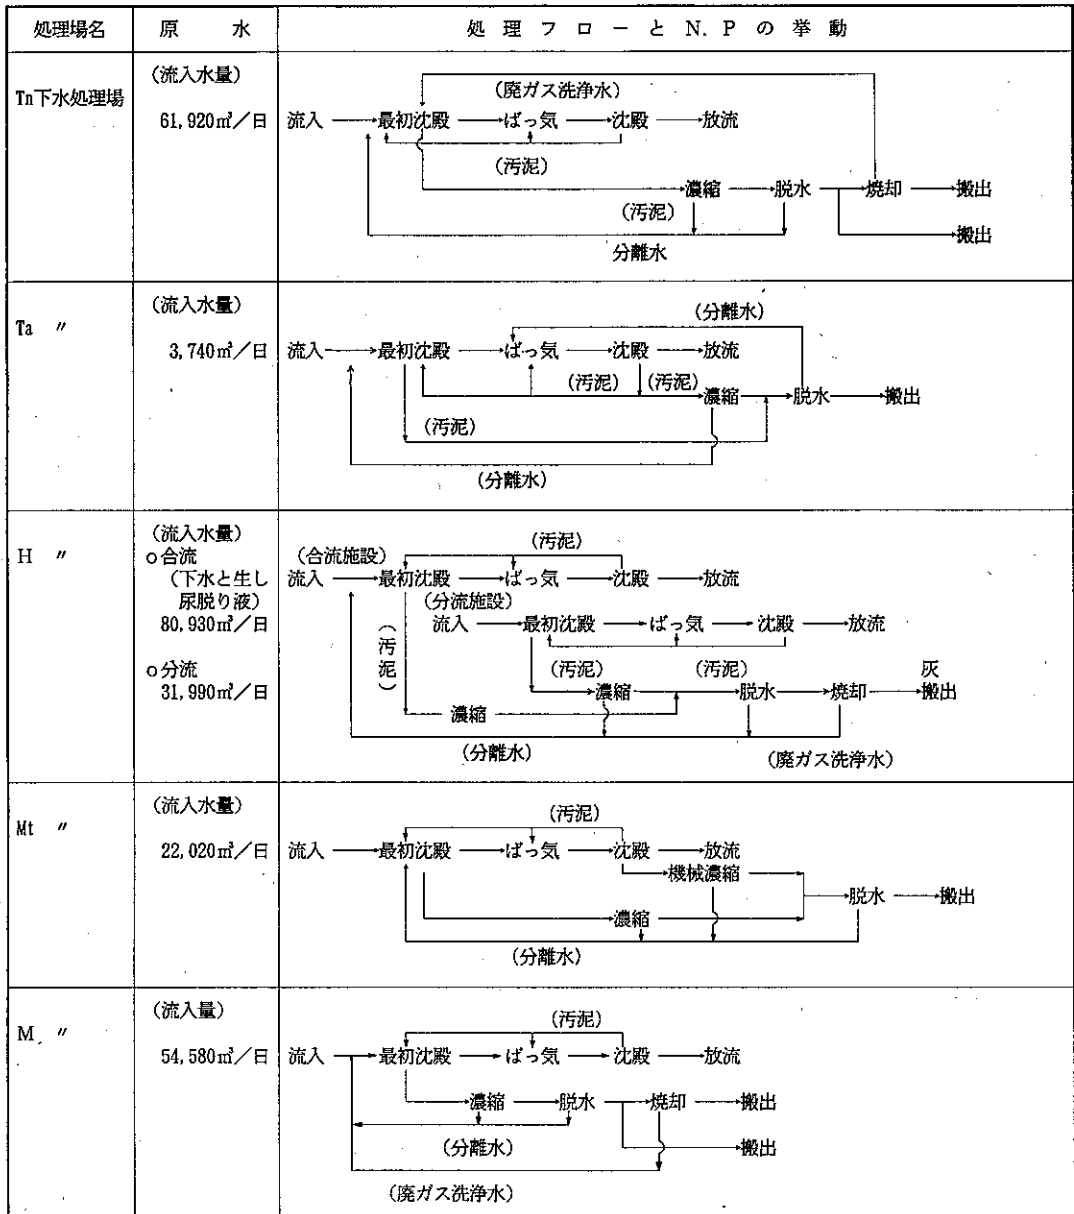 処理場名 原水 処理フローとN.Pの挙動
Tn下水処理場
(流入水量)
61,920㎥/日
(廃ガス洗浄水)
流入 最初沈殿 ばっ気 沈殿 放流
(汚泥)
濃縮 脱水 焼却 搬出
(汚泥)
搬出
分離水
Ta 〃
(流入水量)
3,740㎥/日
(分離水)
流入 最初沈殿 ばっ気 沈殿 放流
(汚泥) (汚泥)
濃縮 脱水 搬出
(汚泥)
(分離水)
H 〃
(流入水量)
o合流
(下水と生し
尿脱り液)
80,930㎥/日
o分流
31,990㎥/日
(汚泥)
(合流施設)
流入 最初沈殿 ばっ気 沈殿 放流
(分流施設)
流入 最初沈殿 ばっ気 沈殿 放流
(汚泥)
(汚泥) (汚泥) 灰
濃縮 脱水 焼却 搬出
濃縮
(分離水)
(廃ガス洗浄水)
Mt 〃
(流入水量)
22,020㎥/日
(汚泥)
流入 最初沈殿 ばっ気 沈殿 放流
機械濃縮
脱水 搬出
濃縮
(分離水)
M 〃
(流入量)
54,580㎥/日
(汚泥)
流入 最初沈殿 ばっ気 沈殿 放流
濃縮 脱水 焼却 搬出
(分離水)
搬出
(廃ガス洗浄水)